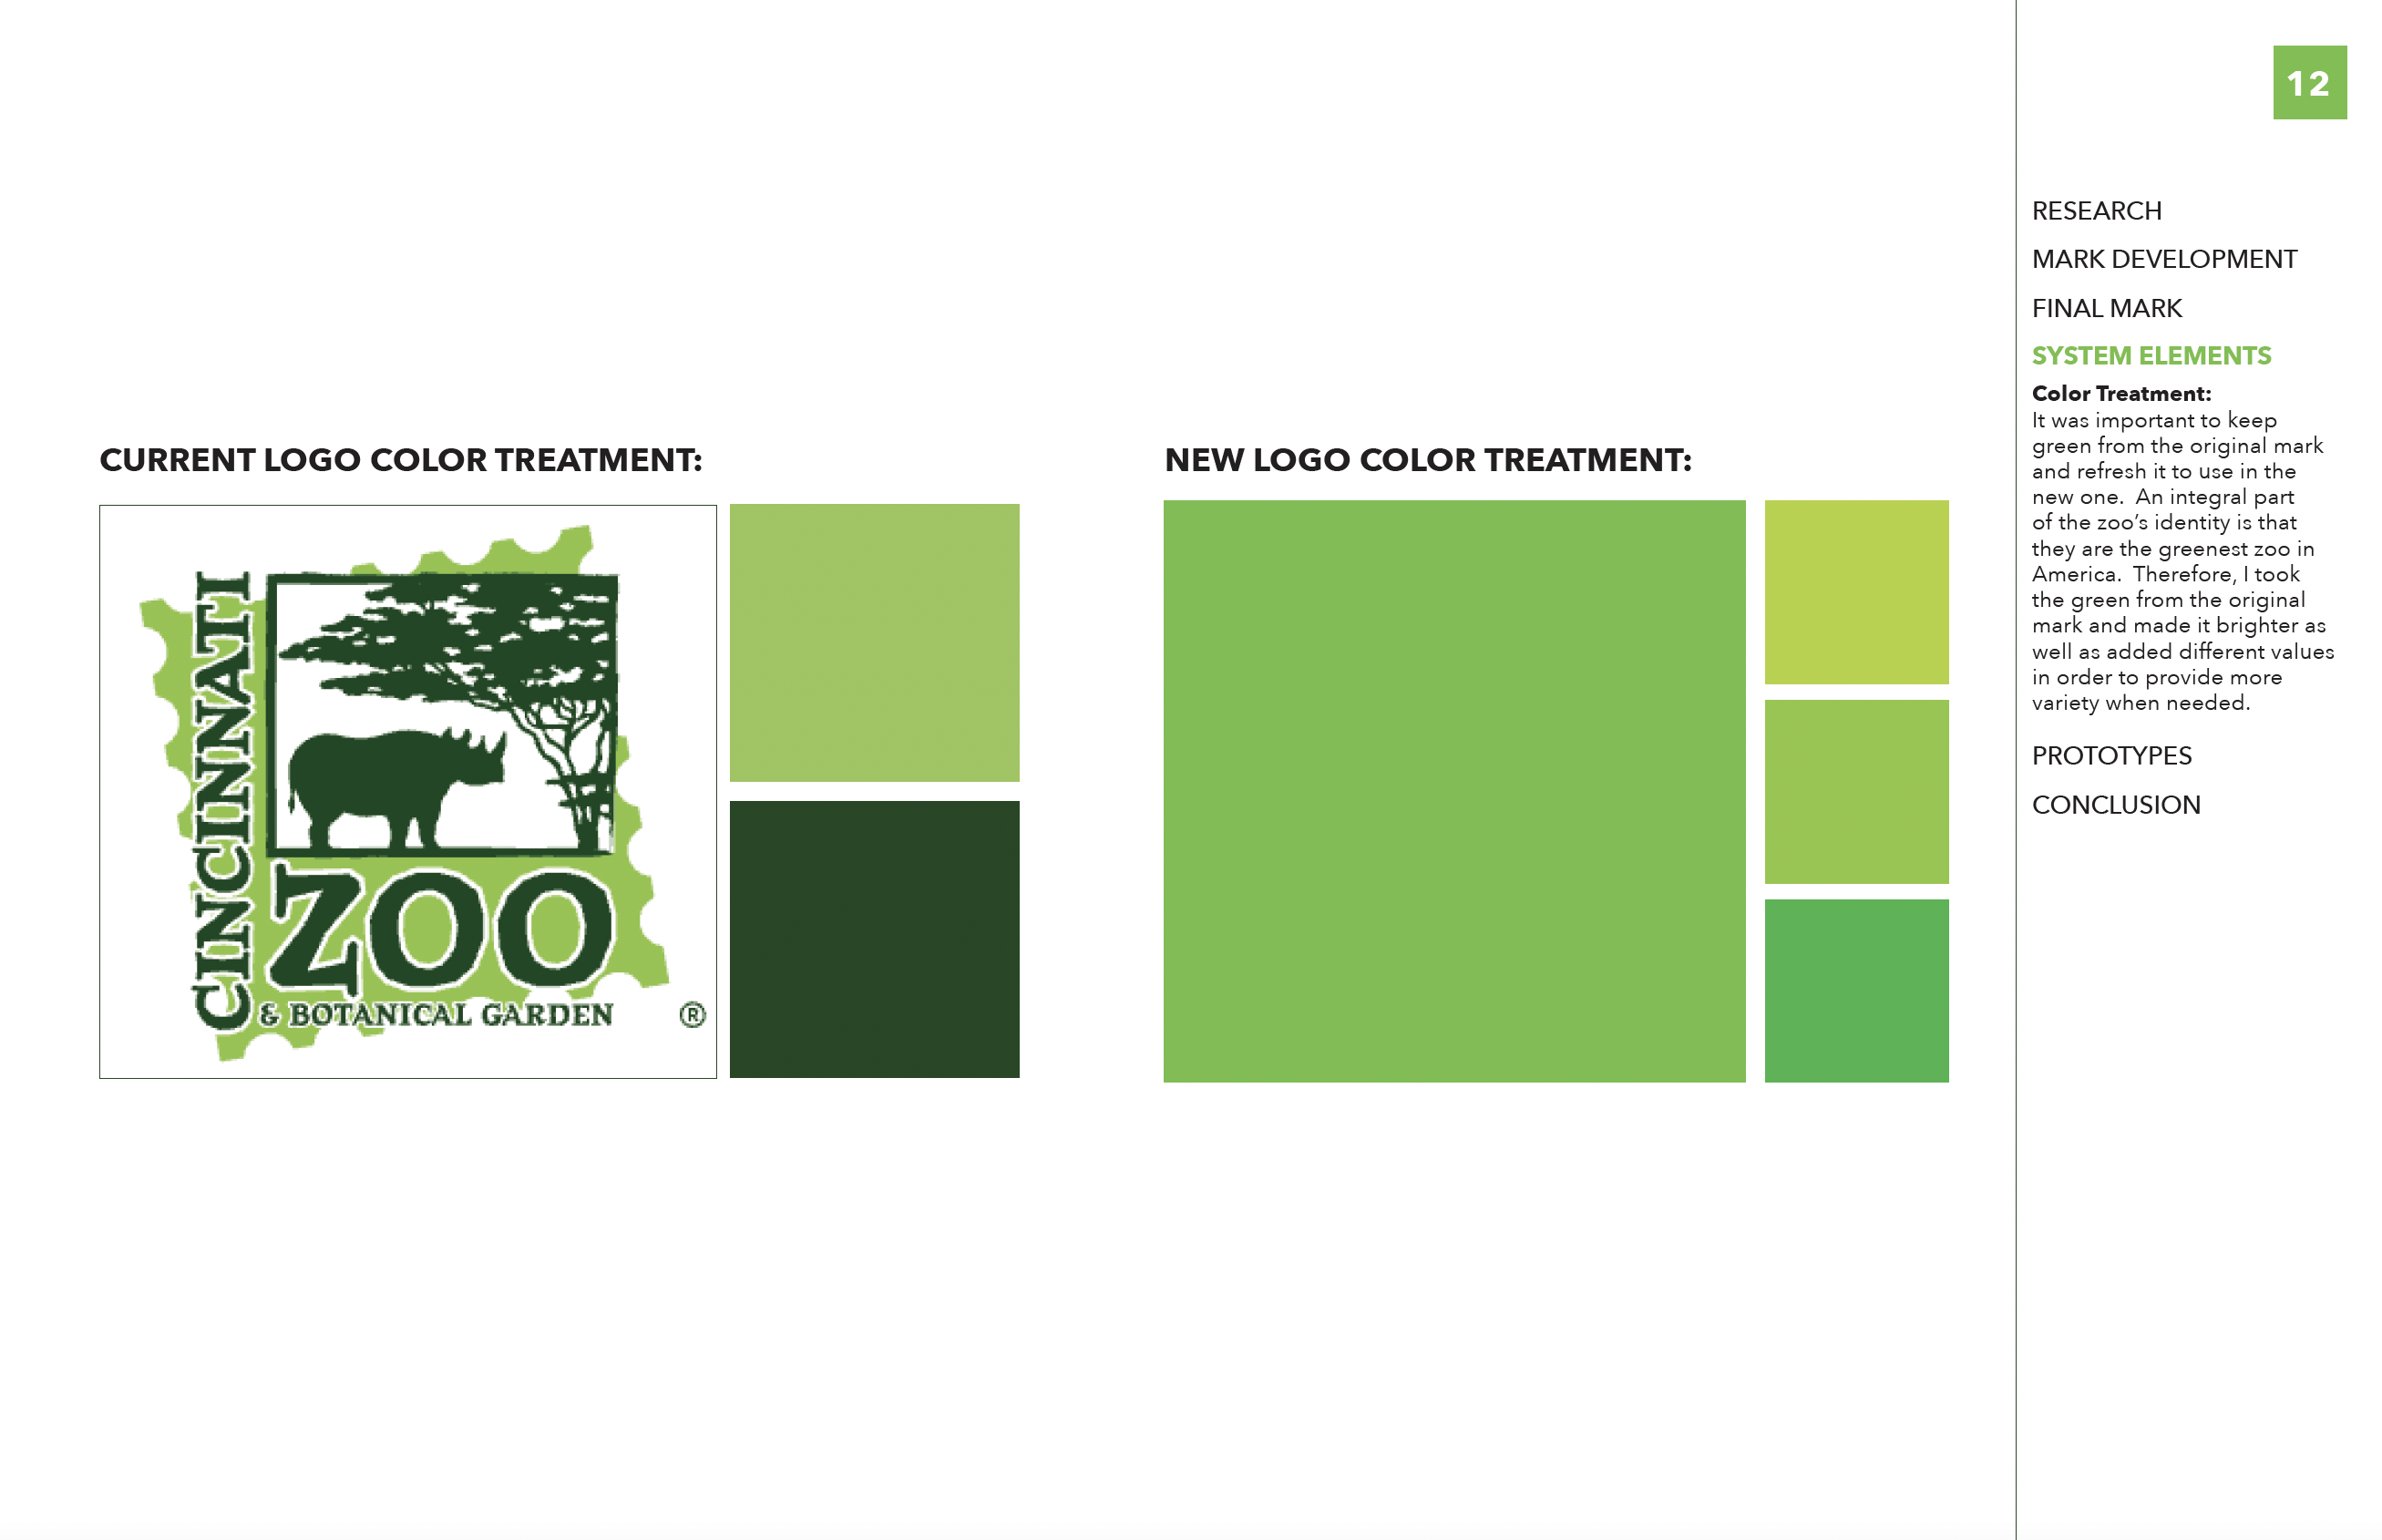 12
CURRENT LOGO COLOR TREATMENT:
CINCINNATI
ZOO
& BOTANICAL GARDEN
®
NEW LOGO COLOR TREATMENT:
RESEARCH
MARK DEVELOPMENT
FINAL MARK
SYSTEM ELEMENTS
Color Treatment:
It was important to keep
green from the original mark
and refresh it to use in the
new one.  An integral part
of the zoo’s identity is that
they are the greenest zoo in
America.  Therefore, I took
the green from the original
mark and made it brighter as
well as added different values
in order to provide more
variety when needed.
PROTOTYPES
CONCLUSION